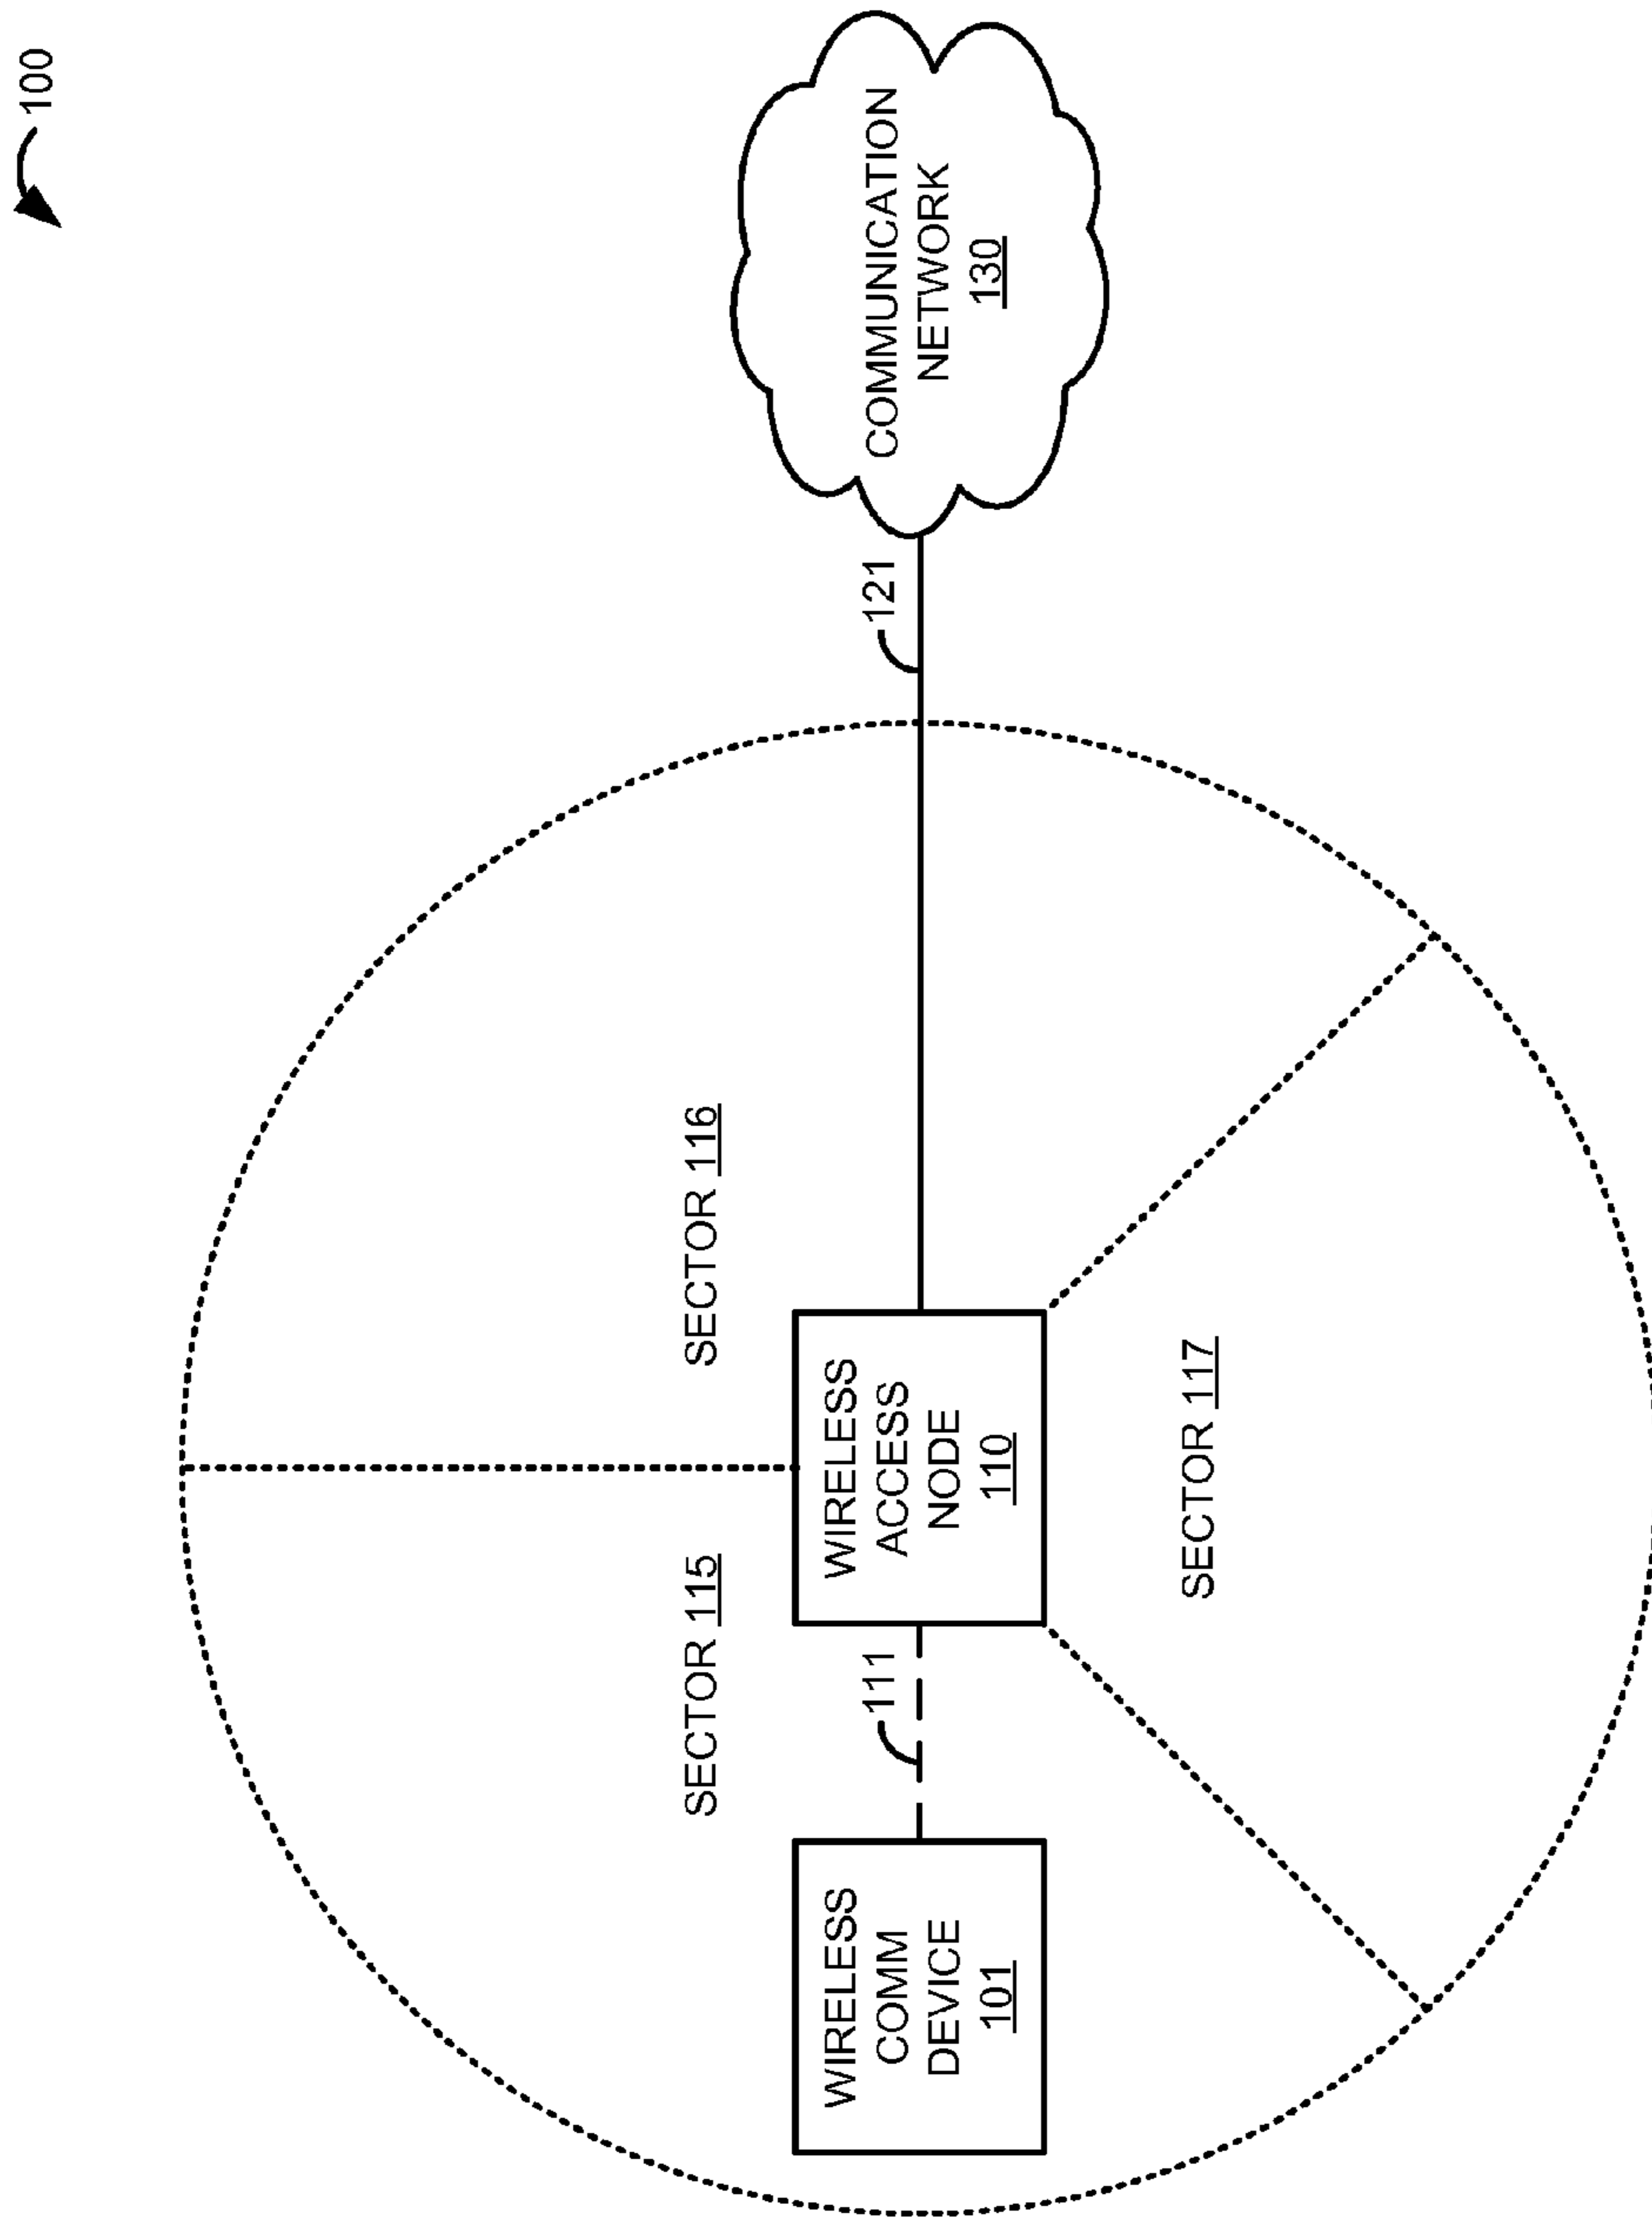 100
SECTOR 115
SECTOR 116
WIRELESS
COMM
DEVICE
101
111
WIRELESS
ACCESS
NODE
110
121
COMMUNICATION
NETWORK
130
SECTOR 117